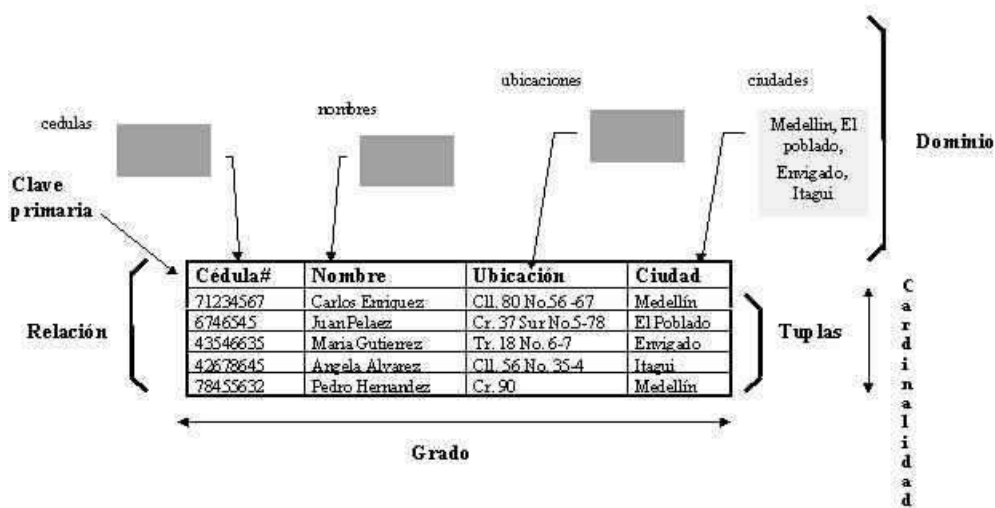 ubicaciones
ciudades
nombres
cedulas
Medellin, El
poblado,
Envigado,
Itagui
Dominio
Clave
primaria
Cédula# Nombre Ubicación Ciudad
71234567 Carlos Enriquez Cll. 80 No.56 -67 Medellín
6746545 Juan Pelaez Cr. 37 Sur No.5-78 El Poblado
43546635 Maria Gutierrez Tr. 18 No. 6-7 Envigado
42678645 Angela Alvarez Cll. 56 No. 35-4 Itagui
78455632 Pedro Hernandez Cr. 90 Medellín
Relación
Tuplas
Cardinalidad
Grado